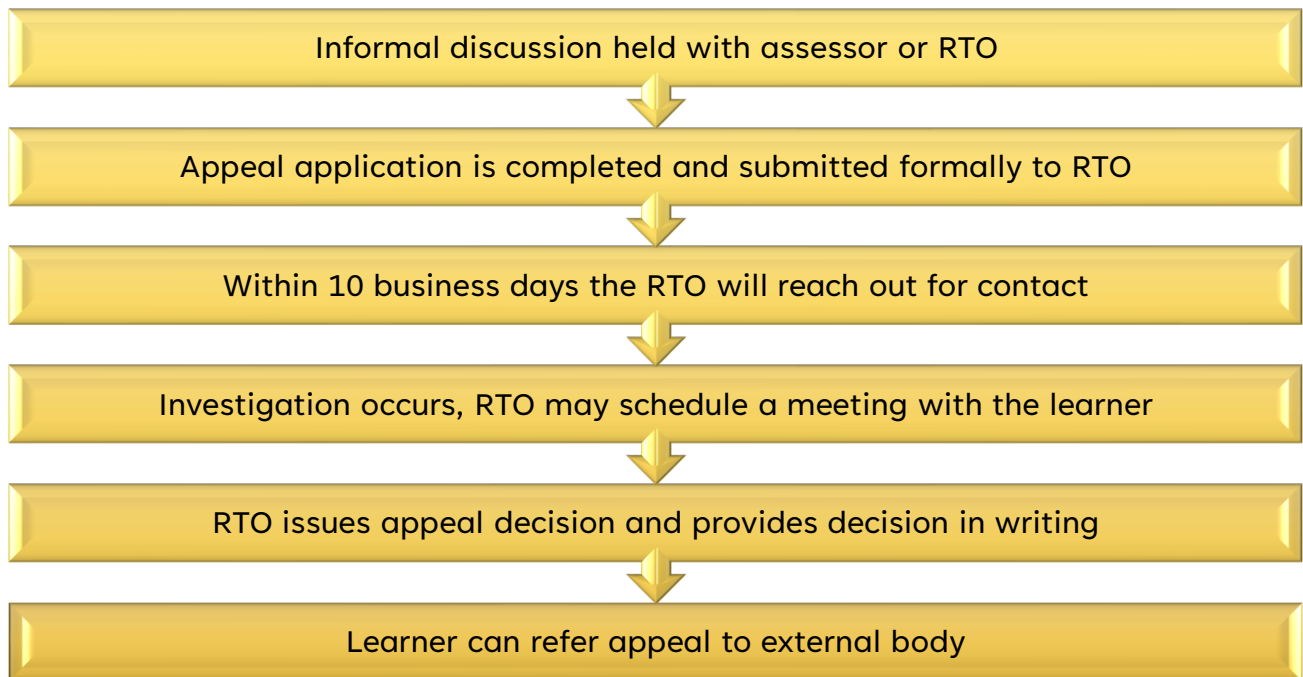 Informal discussion held with assessor or RTO
Appeal application is completed and submitted formally to RTO
Within 10 business days the RTO will reach out for contact
Investigation occurs, RTO may schedule a meeting with the learner
RTO issues appeal decision and provides decision in writing
Learner can refer appeal to external body